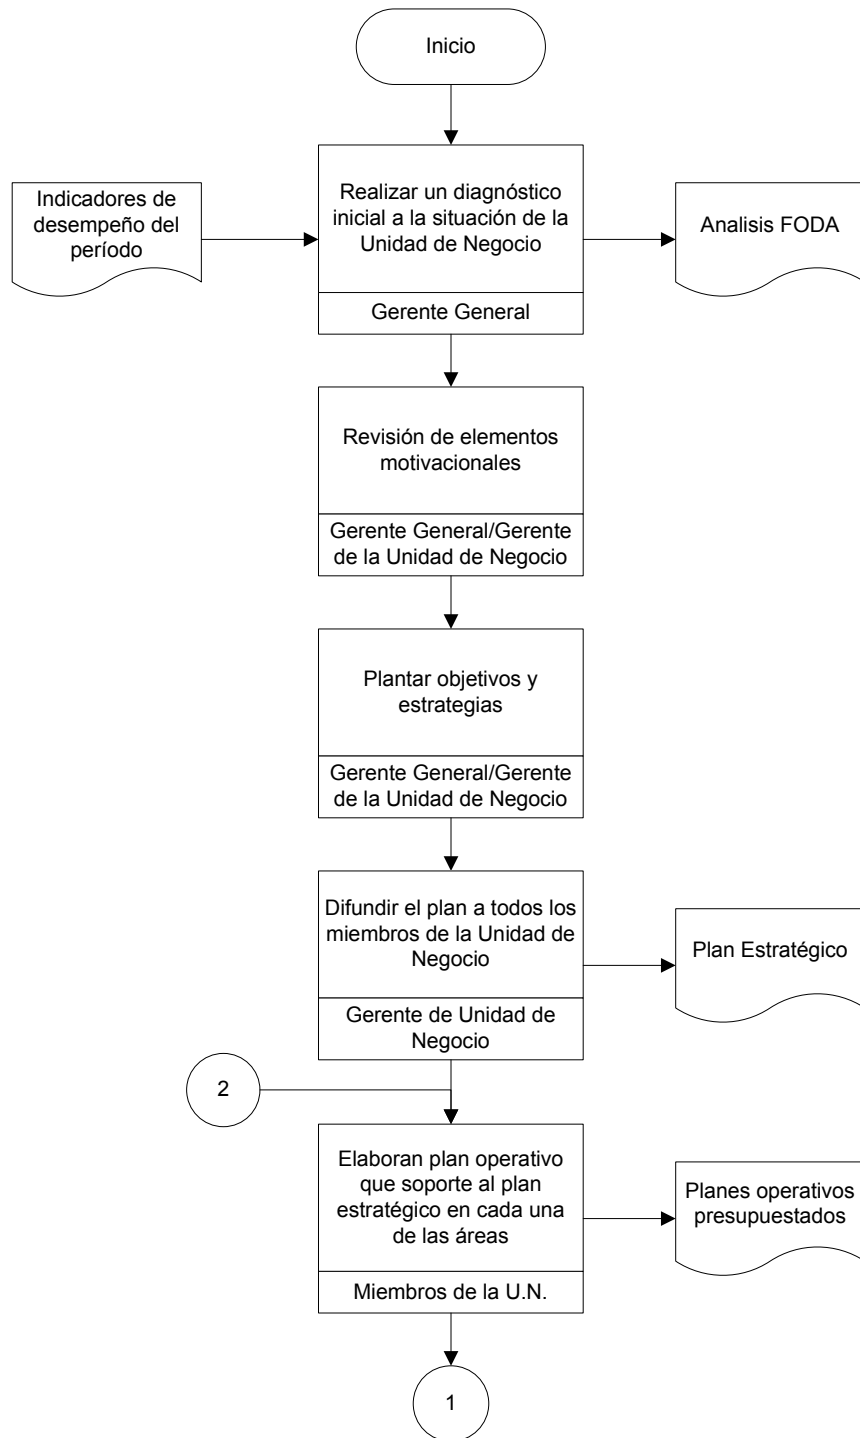 Inicio
Indicadores de
desempeño del
período
Realizar un diagnóstico
inicial a la situación de la
Unidad de Negocio
Gerente General
Analisis FODA
Revisión de elementos
motivacionales
Gerente General/Gerente
de la Unidad de Negocio
Plantar objetivos y
estrategias
Gerente General/Gerente
de la Unidad de Negocio
Difundir el plan a todos los
miembros de la Unidad de
Negocio
Gerente de Unidad de
Negocio
Plan Estratégico
2
Elaboran plan operativo
que soporte al plan
estratégico en cada una
de las áreas
Miembros de la U.N.
Planes operativos
presupuestados
1